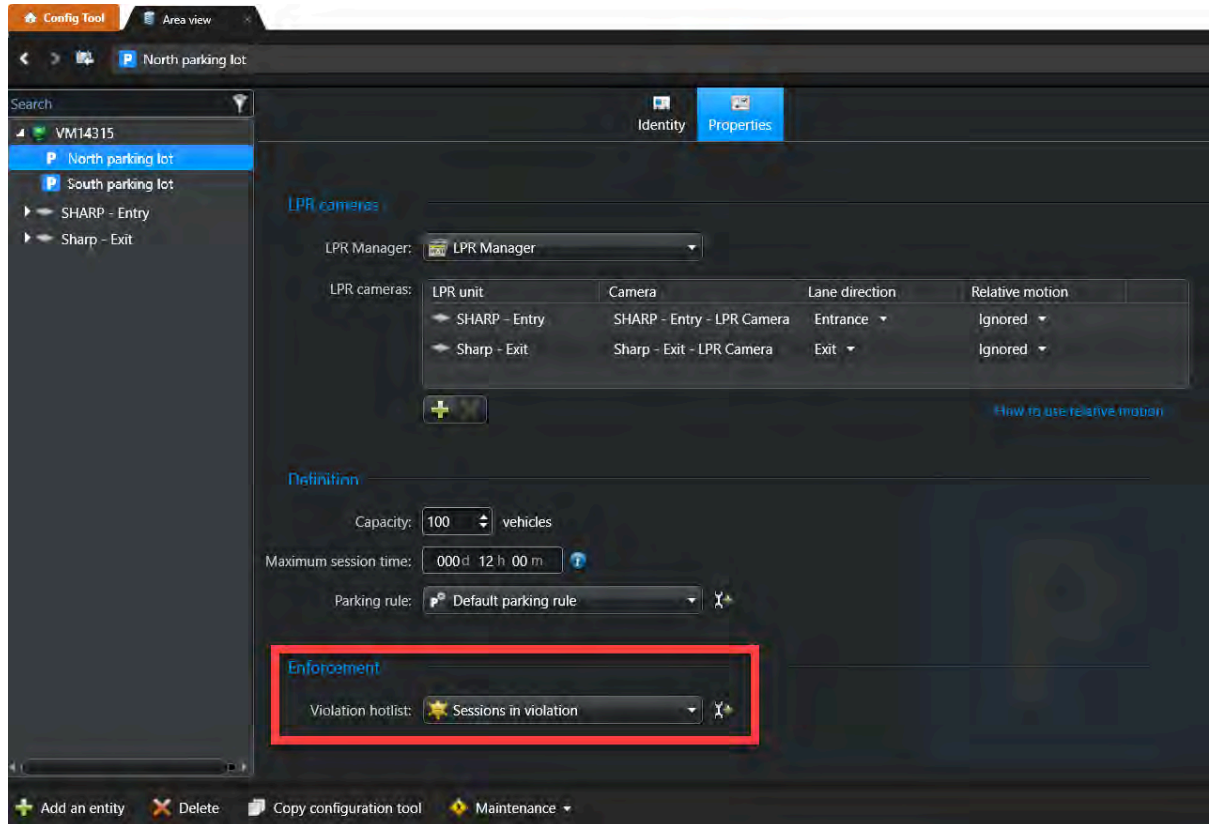 Config Tool
Area view
North parking lot
Search
VM14315
North parking lot
South parking lot
SHARP - Entry
Sharp - Exit
Identity
Properties
LPR cameras
LPR Manager: LPR Manager
LPR cameras:
LPR unit Camera Lane direction Relative motion
SHARP - Entry SHARP - Entry - LPR Camera Entrance Ignored
Sharp - Exit Sharp - Exit - LPR Camera Exit Ignored
How to use relative motion
Definition
Capacity: 100 vehicles
Maximum session time: 000d 12 h 00 m
Parking rule: Default parking rule
Enforcement
Violation hotlist: Sessions in violation
Add an entity Delete Copy configuration tool Maintenance